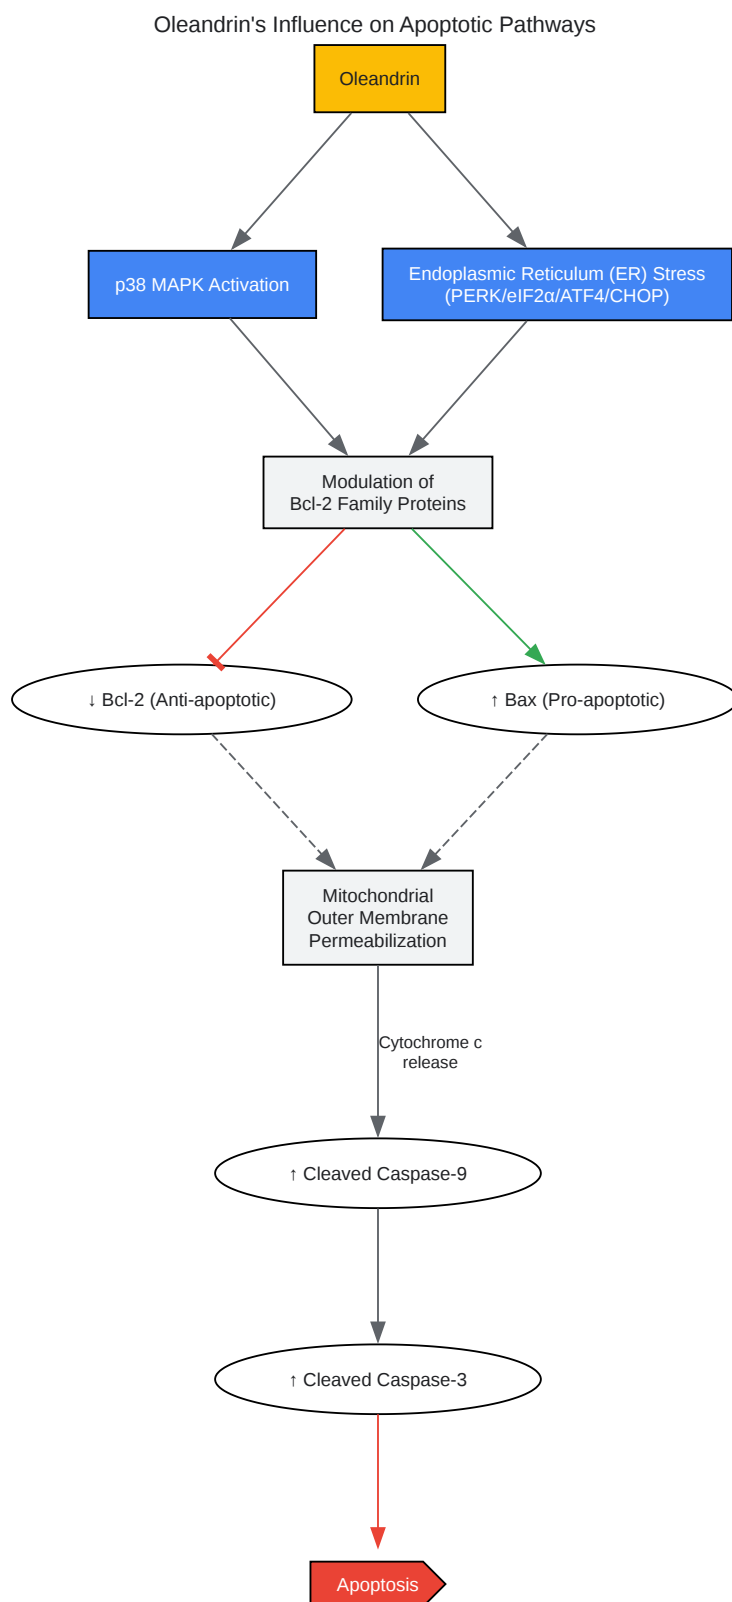 Oleandrin's Influence on Apoptotic Pathways
Oleandrin
p38 MAPK Activation
Endoplasmic Reticulum (ER) Stress
(PERK/eIF2α/ATF4/CHOP)
Modulation of
Bcl-2 Family Proteins
↓ Bcl-2 (Anti-apoptotic)
↑ Bax (Pro-apoptotic)
Mitochondrial
Outer Membrane
Permeabilization
Cytochrome c
release
↑ Cleaved Caspase-9
↑ Cleaved Caspase-3
Apoptosis